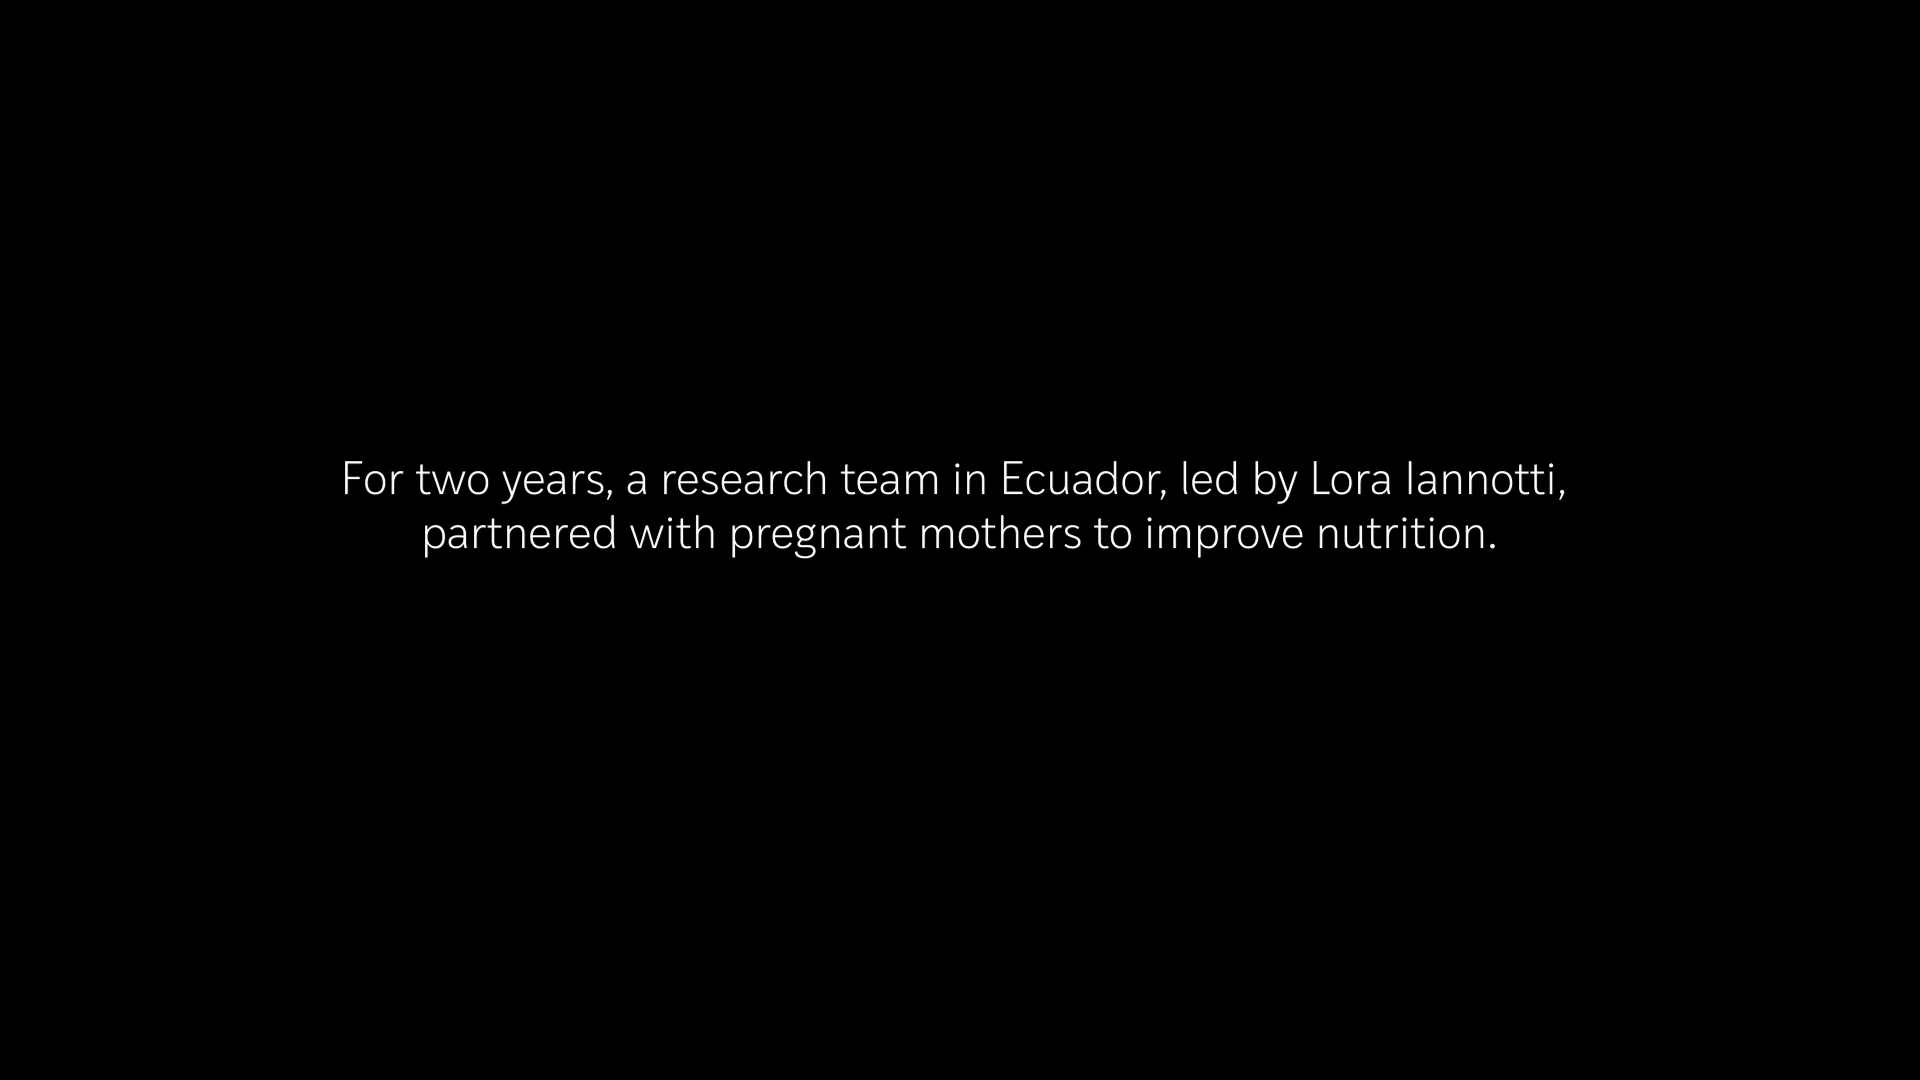 For two years, a research team in Ecuador, led by Lora Iannotti,
partnered with pregnant mothers to improve nutrition.